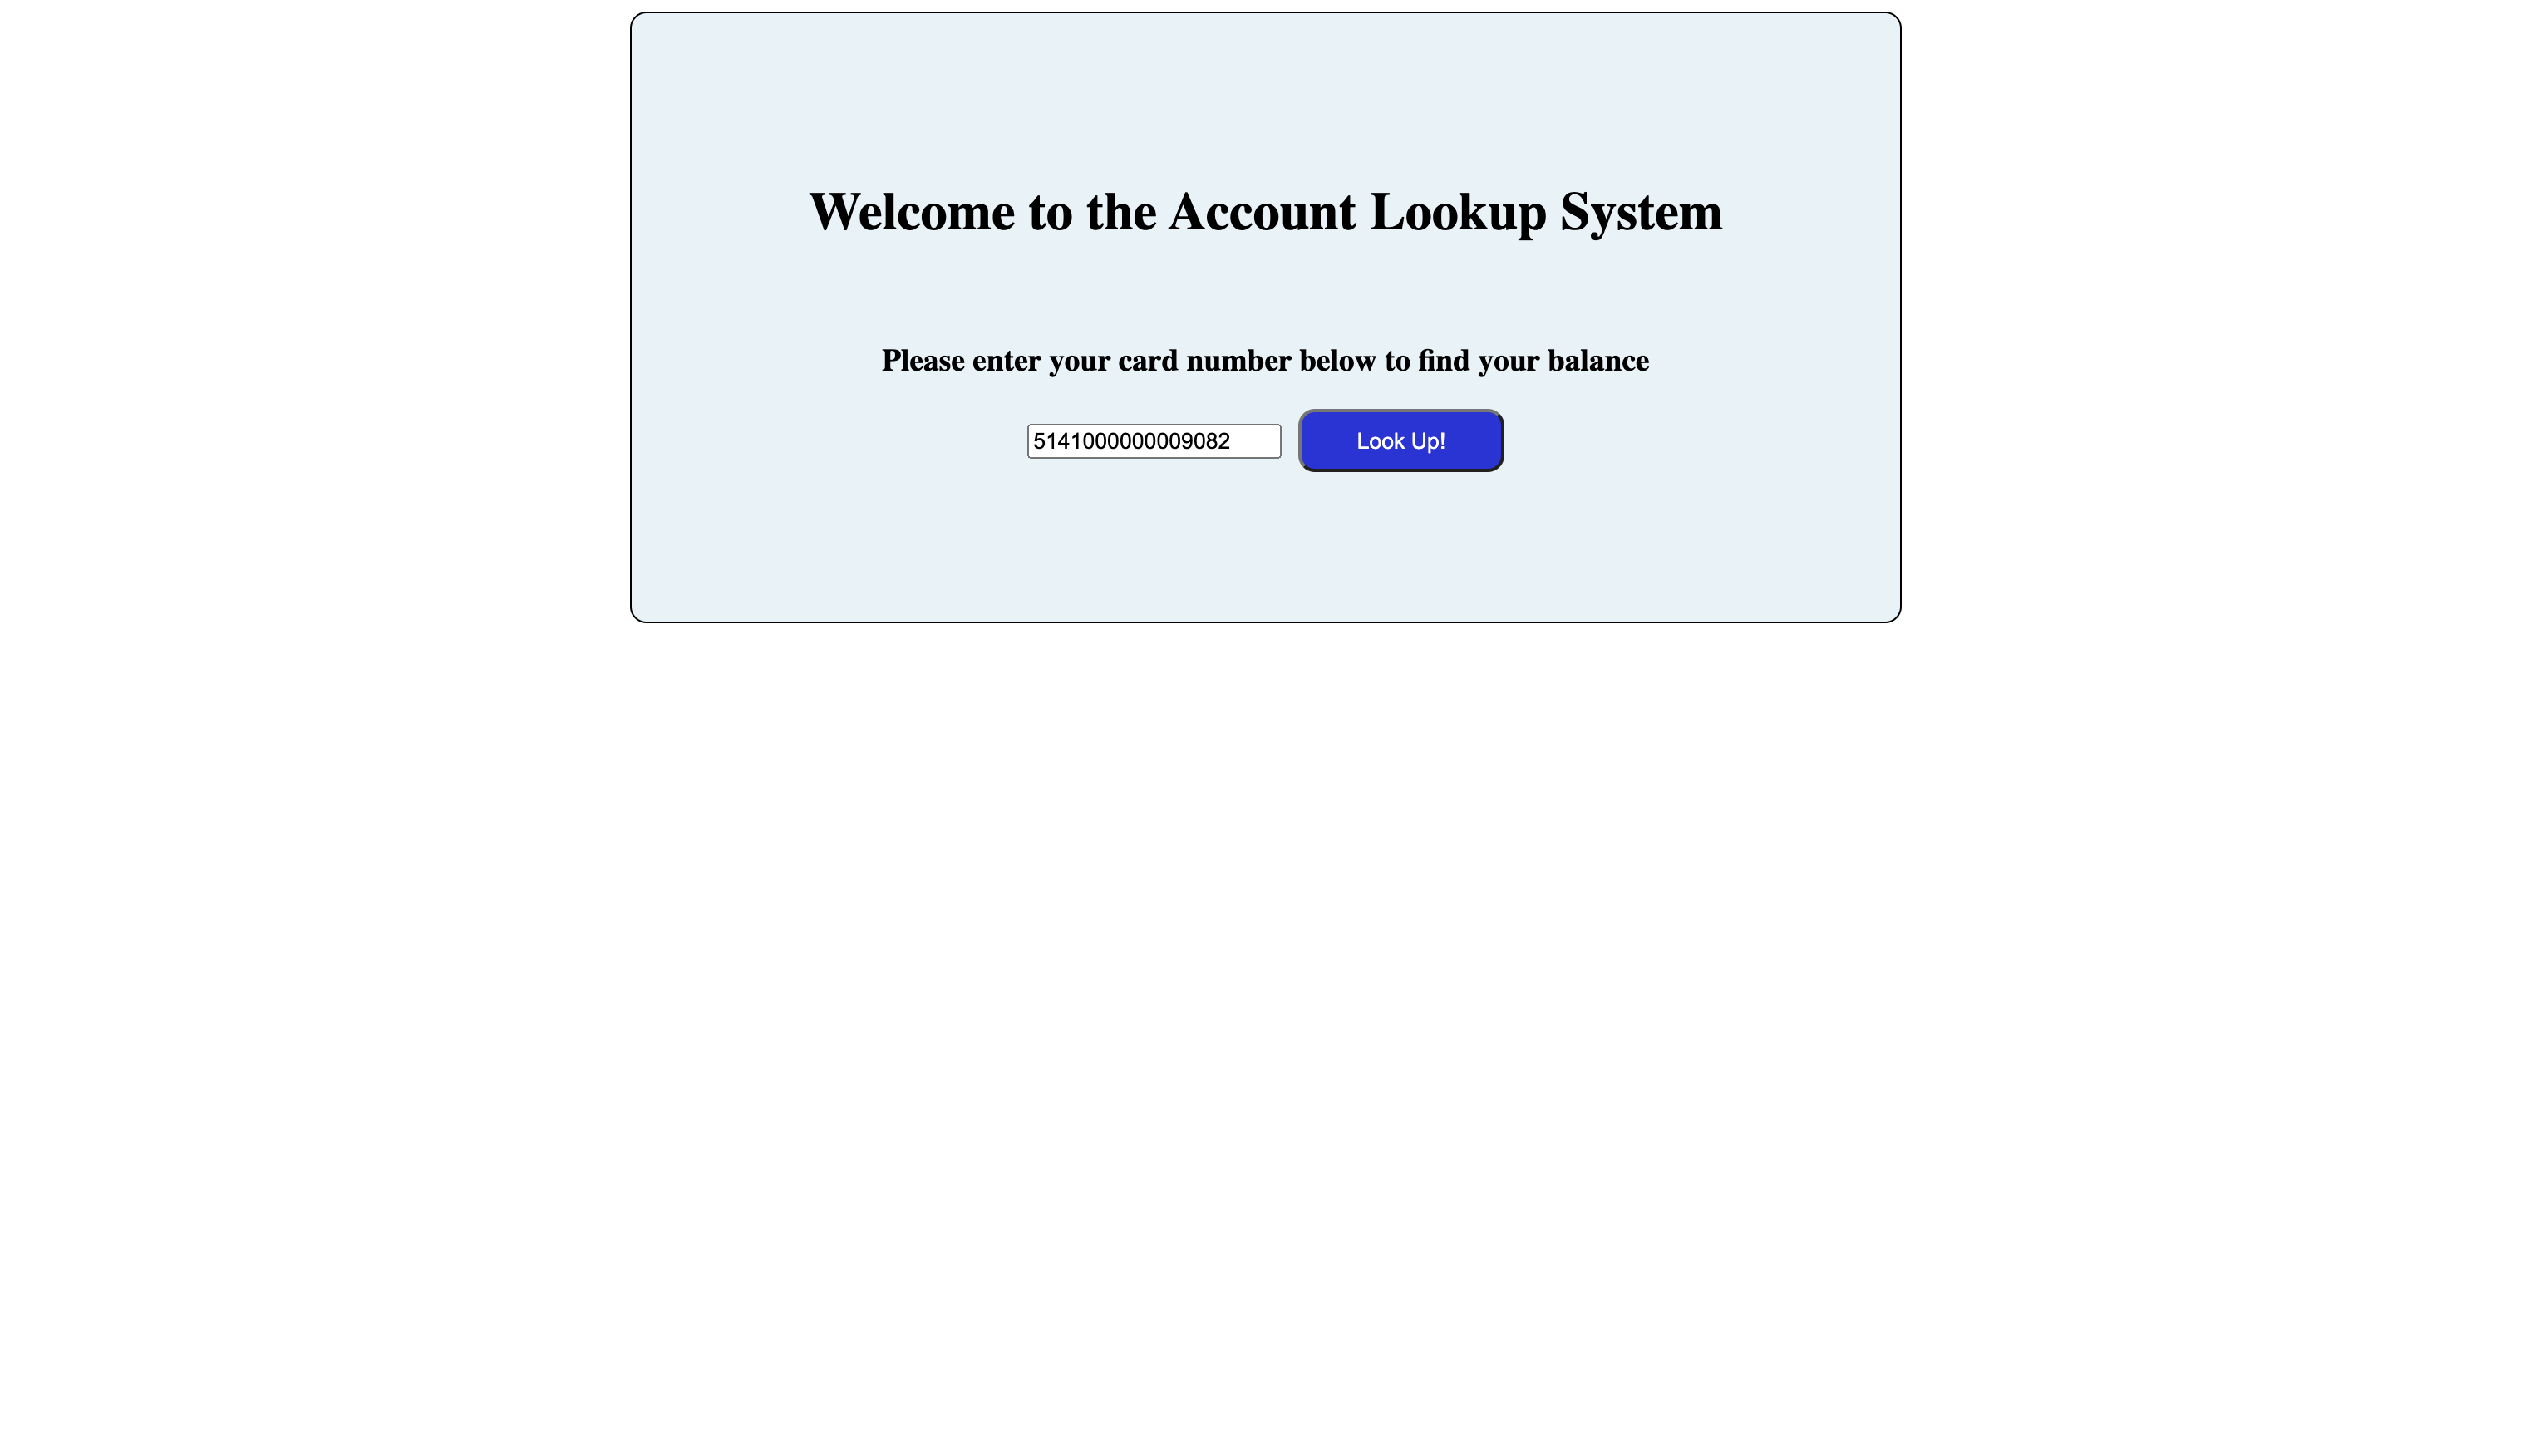 Welcome to the Account Lookup System
Please enter your card number below to find your balance
5141000000009082 Look Up!